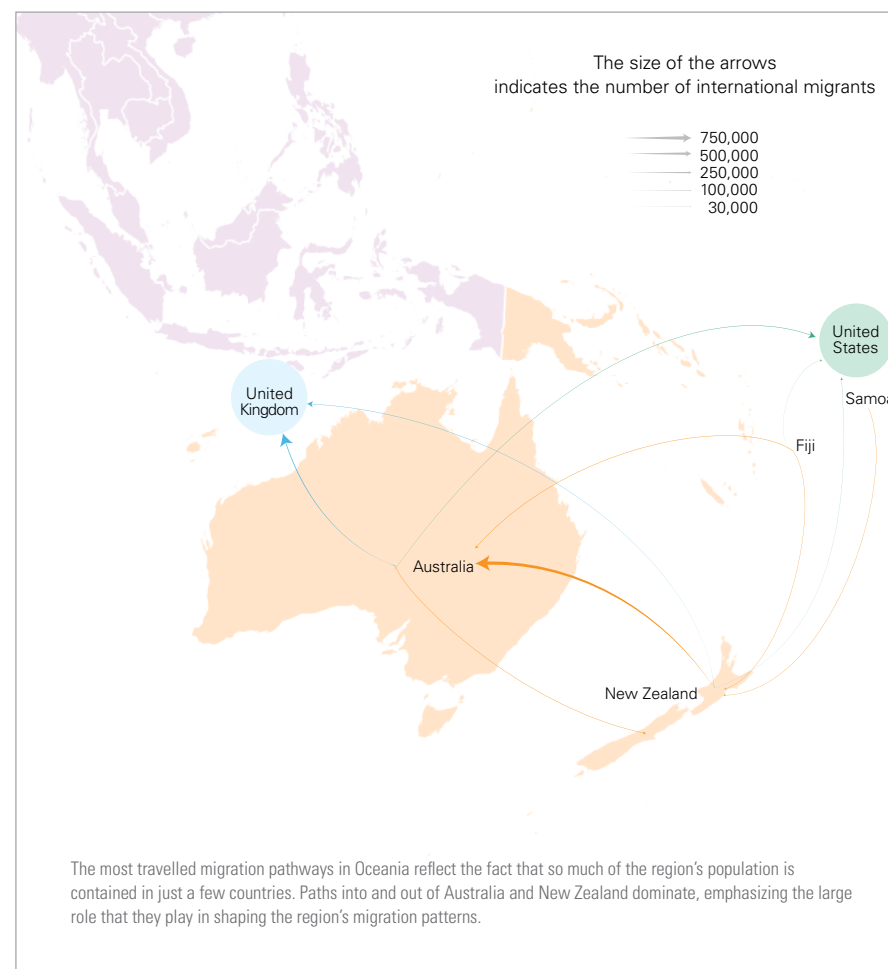 The size of the arrows
indicates the number of international migrants
750,000
500,000
250,000
100,000
30,000
United
States
United
Kingdom
Samoa
Fiji
Australia
New Zealand
The most travelled migration pathways in Oceania reflect the fact that so much of the region's population is
contained in just a few countries. Paths into and out of Australia and New Zealand dominate, emphasizing the large
role that they play in shaping the region's migration patterns.